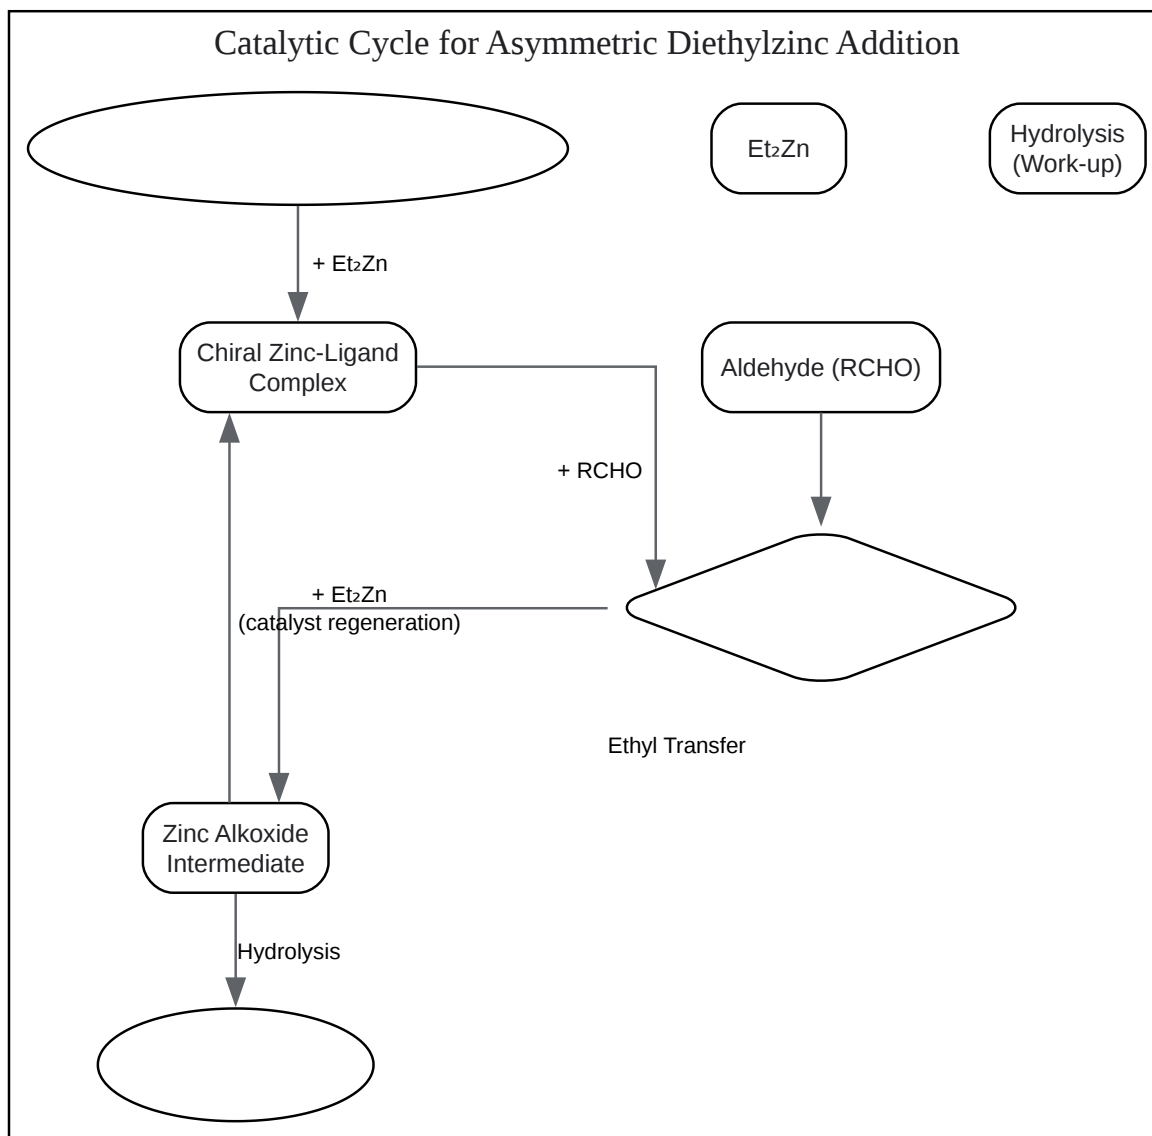 Catalytic Cycle for Asymmetric Diethylzinc Addition
Et₂Zn
Hydrolysis
(Work-up)
+ Et₂Zn
Chiral Zinc-Ligand
Complex
Aldehyde (RCHO)
+ RCHO
+ Et₂Zn
(catalyst regeneration)
Ethyl Transfer
Zinc Alkoxide
Intermediate
Hydrolysis